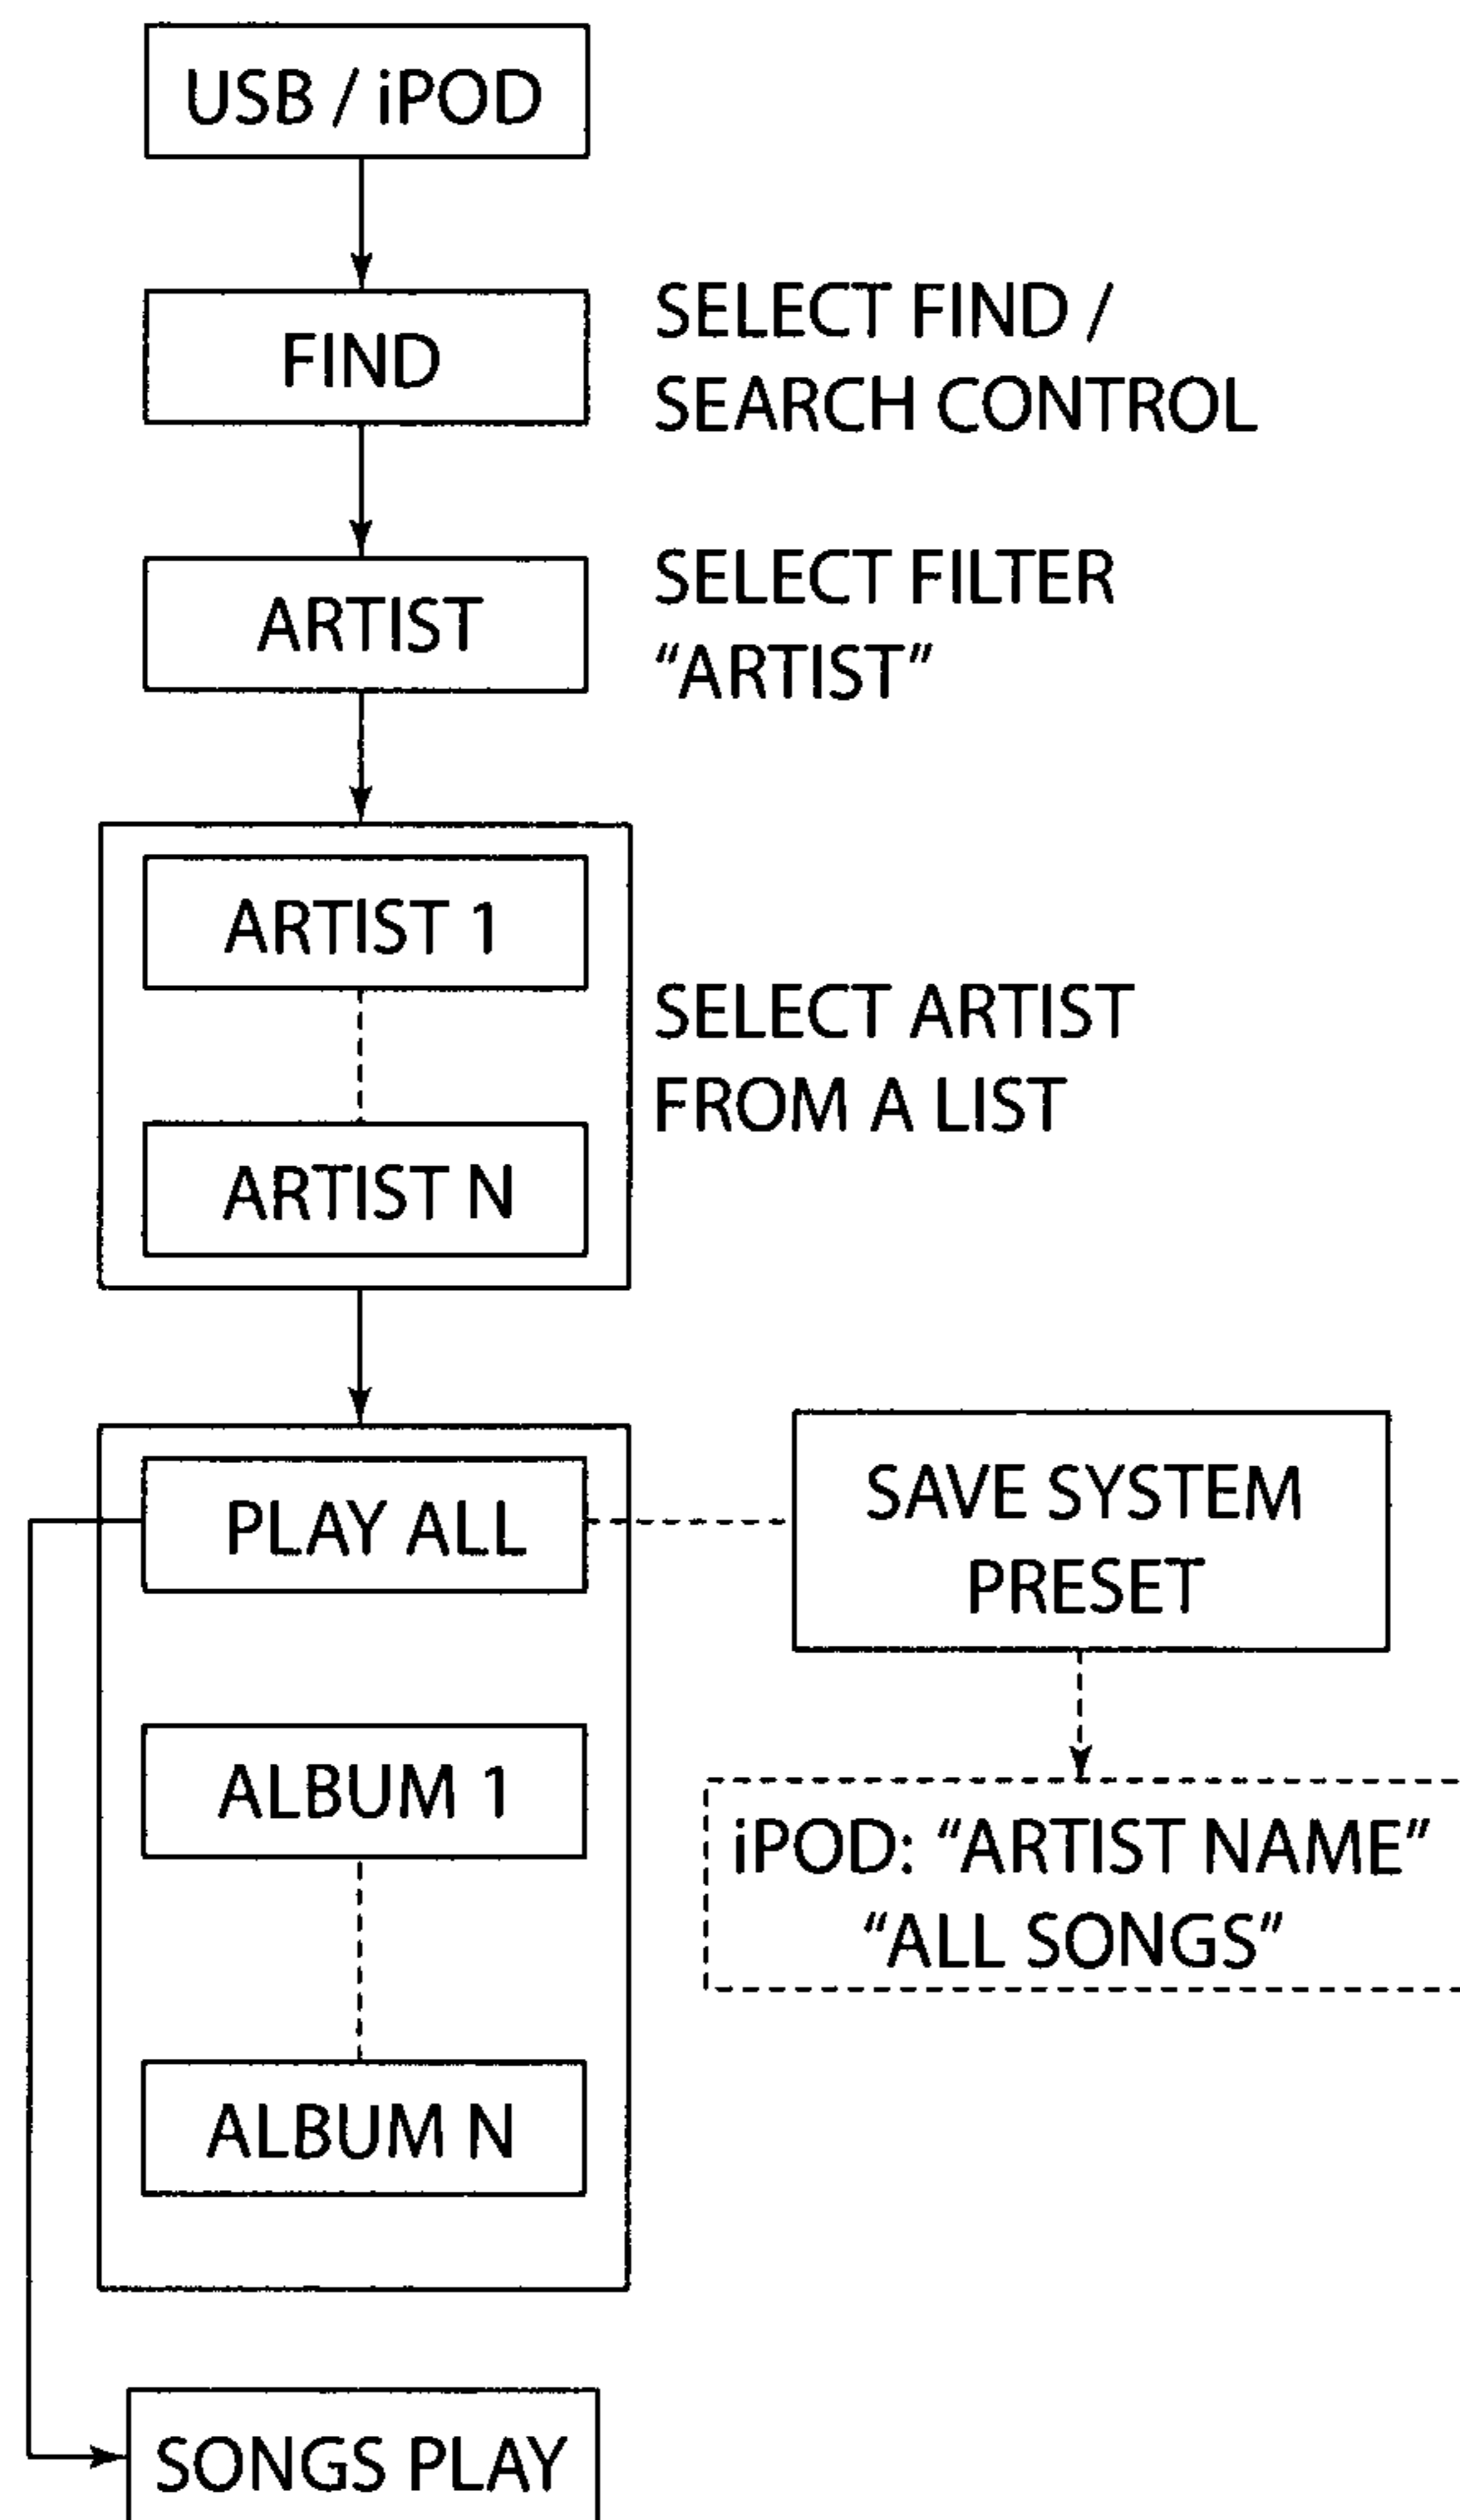 USB / iPOD
FIND
SELECT FIND /
SEARCH CONTROL
ARTIST
SELECT FILTER
“ARTIST”
ARTIST 1
SELECT ARTIST
FROM A LIST
ARTIST N
PLAY ALL
SAVE SYSTEM
PRESET
ALBUM 1
iPOD: “ARTIST NAME”
“ALL SONGS”
ALBUM N
SONGS PLAY